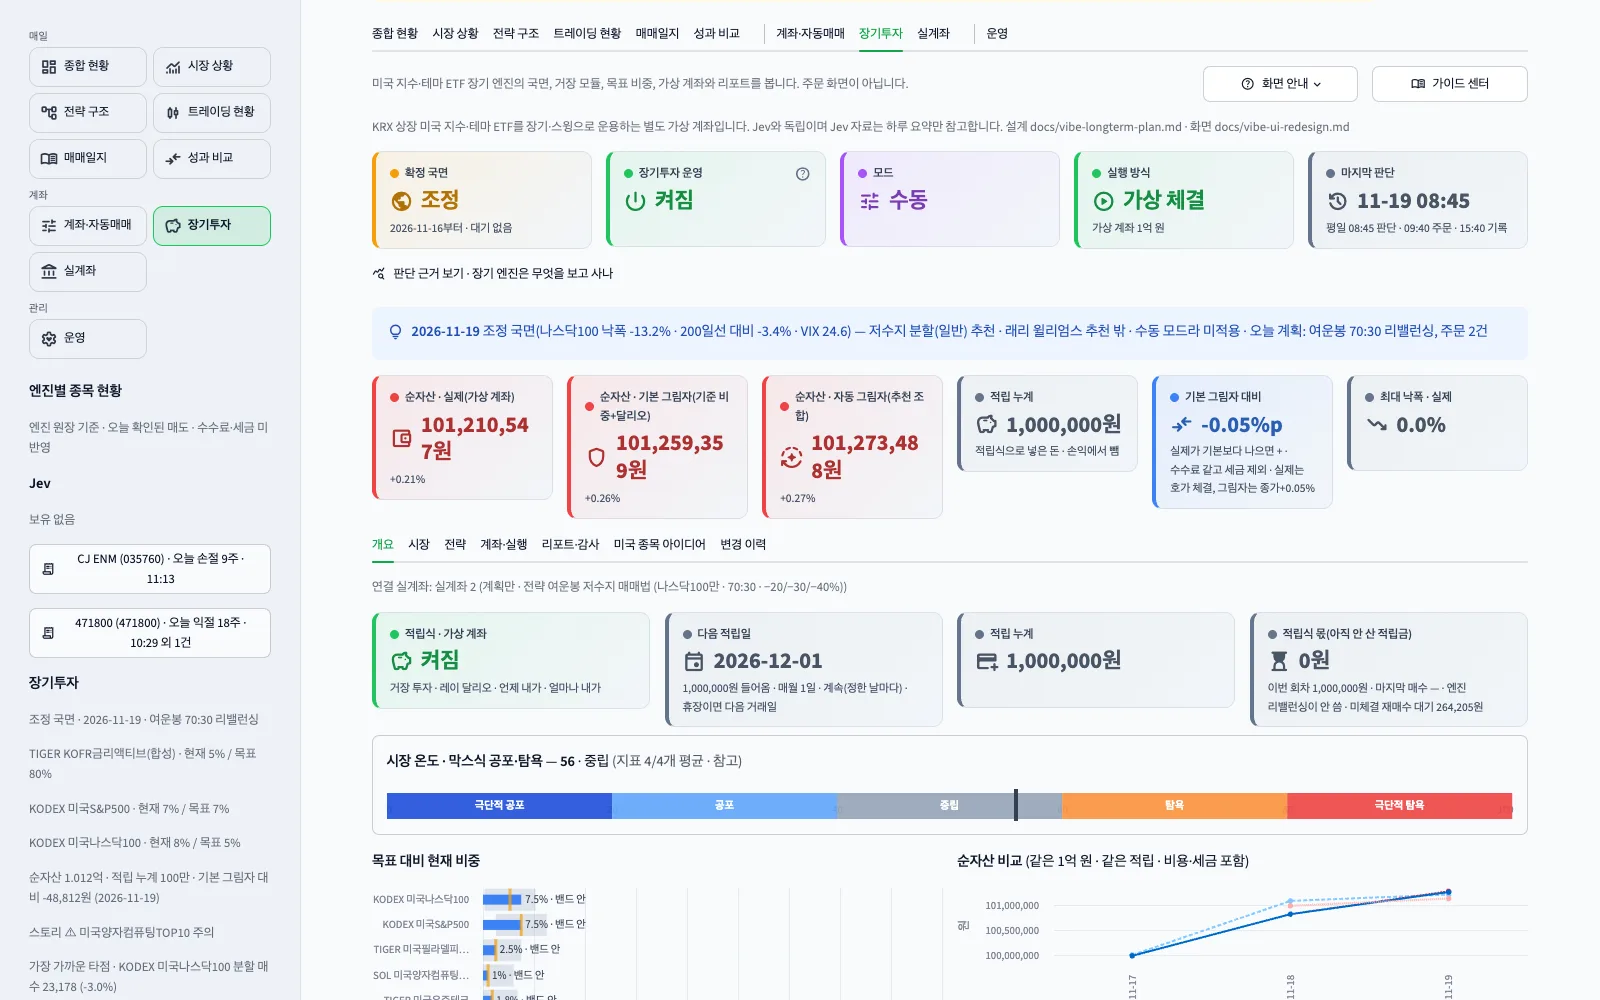 매일
종합 현황
시장 상황
전략 구조
트레이딩 현황
매매일지
성과 비교
계좌
계좌·자동매매
장기투자
실계좌
관리
운영
엔진별 종목 현황
엔진 원장 기준 · 오늘 확인된 매도 · 수수료·세금 미
반영
Jev
보유 없음
CJ ENM (035760) · 오늘 손절 9주 ·
11:13
471800 (471800) · 오늘 익절 18주 ·
10:29 외 1건
장기투자
조정 국면 · 2026-11-19 · 여운봉 70:30 리밸런싱
TIGER KOFR금리액티브(합성) · 현재 5% / 목표
80%
KODEX 미국S&P500 · 현재 7% / 목표 7%
KODEX 미국나스닥100 · 현재 8% / 목표 5%
순자산 1.012억 · 적립 누계 100만 · 기본 그림자 대
비 -48,812원 (2026-11-19)
스토리 ⚠ 미국양자컴퓨팅TOP10 주의
가장 가까운 타점 · KODEX 미국나스닥100 분할 매
수 23,178 (-3.0%)
종합 현황 시장 상황 전략 구조 트레이딩 현황 매매일지 성과 비교 계좌·자동매매 장기투자 실계좌 운영
미국 지수·테마 ETF 장기 엔진의 국면, 거장 모듈, 목표 비중, 가상 계좌와 리포트를 봅니다. 주문 화면이 아닙니다.
화면 안내
가이드 센터
KRX 상장 미국 지수·테마 ETF를 장기·스윙으로 운용하는 별도 가상 계좌입니다. Jev와 독립이며 Jev 자료는 하루 요약만 참고합니다. 설계 docs/vibe-longterm-plan.md · 화면 docs/vibe-ui-redesign.md
확정 국면
조정
2026-11-16부터 · 대기 없음
장기투자 운영
켜짐
모드
수동
실행 방식
가상 체결
가상 계좌 1억 원
마지막 판단
11-19 08:45
평일 08:45 판단 · 09:40 주문 · 15:40 기록
판단 근거 보기 · 장기 엔진은 무엇을 보고 사나
2026-11-19 조정 국면(나스닥100 낙폭 -13.2% · 200일선 대비 -3.4% · VIX 24.6) — 저수지 분할(일반) 추천 · 래리 윌리엄스 추천 밖 · 수동 모드라 미적용 · 오늘 계획: 여운봉 70:30 리밸런싱, 주문 2건
순자산 · 실제(가상 계좌)
101,210,54
7원
+0.21%
순자산 · 기본 그림자(기준 비
중+달리오)
101,259,35
9원
+0.26%
순자산 · 자동 그림자(추천 조
합)
101,273,48
8원
+0.27%
적립 누계
1,000,000원
적립식으로 넣은 돈 · 손익에서 뺌
기본 그림자 대비
-0.05%p
실제가 기본보다 나으면 + ·
수수료 같고 세금 제외 · 실제는
호가 체결, 그림자는 종가+0.05%
최대 낙폭 · 실제
0.0%
개요 시장 전략 계좌·실행 리포트·감사 미국 종목 아이디어 변경 이력
연결 실계좌: 실계좌 2 (계획만 · 전략 여운봉 저수지 매매법 (나스닥100만 · 70:30 · −20/−30/−40%))
적립식 · 가상 계좌
켜짐
거장 투자 · 레이 달리오 · 언제 내가 · 얼마나 내가
다음 적립일
2026-12-01
1,000,000원 들어옴 · 매월 1일 · 계속(정한 날마다) ·
휴장이면 다음 거래일
적립 누계
1,000,000원
적립식 몫(아직 안 산 적립금)
0원
이번 회차 1,000,000원 · 마지막 매수 — · 엔진
리밸런싱이 안 씀 · 미체결 재매수 대기 264,205원
시장 온도 · 막스식 공포·탐욕 — 56 · 중립 (지표 4/4개 평균 · 참고)
극단적 공포 공포 중립 탐욕 극단적 탐욕
목표 대비 현재 비중
KODEX 미국나스닥100 7.5% · 밴드 안
KODEX 미국S&P500 7.5% · 밴드 안
TIGER 미국필라델피... 2.5% · 밴드 안
SOL 미국양자컴퓨팅... 1% · 밴드 안
TIGER 미국우주테크 1.8% · 밴드 안
순자산 비교 (같은 1억 원 · 같은 적립 · 비용·세금 포함)
원
101,000,000
100,500,000
100,000,000
11-17
11-18
11-19